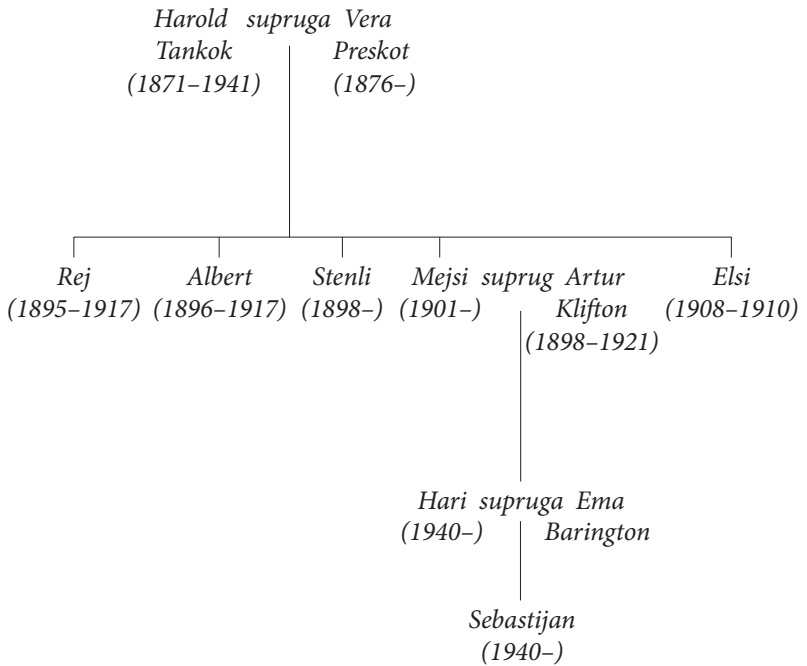 Harold supruga Vera
Tankok Preskot
(1871–1941) (1876–)
Rej Albert Stenli Mejsi suprug Artur Elsi
(1895–1917) (1896–1917) (1898–) (1901–) Klifton (1908–1910)
(1898–1921)
Hari supruga Ema
(1940–) Barington
Sebastijan
(1940–)